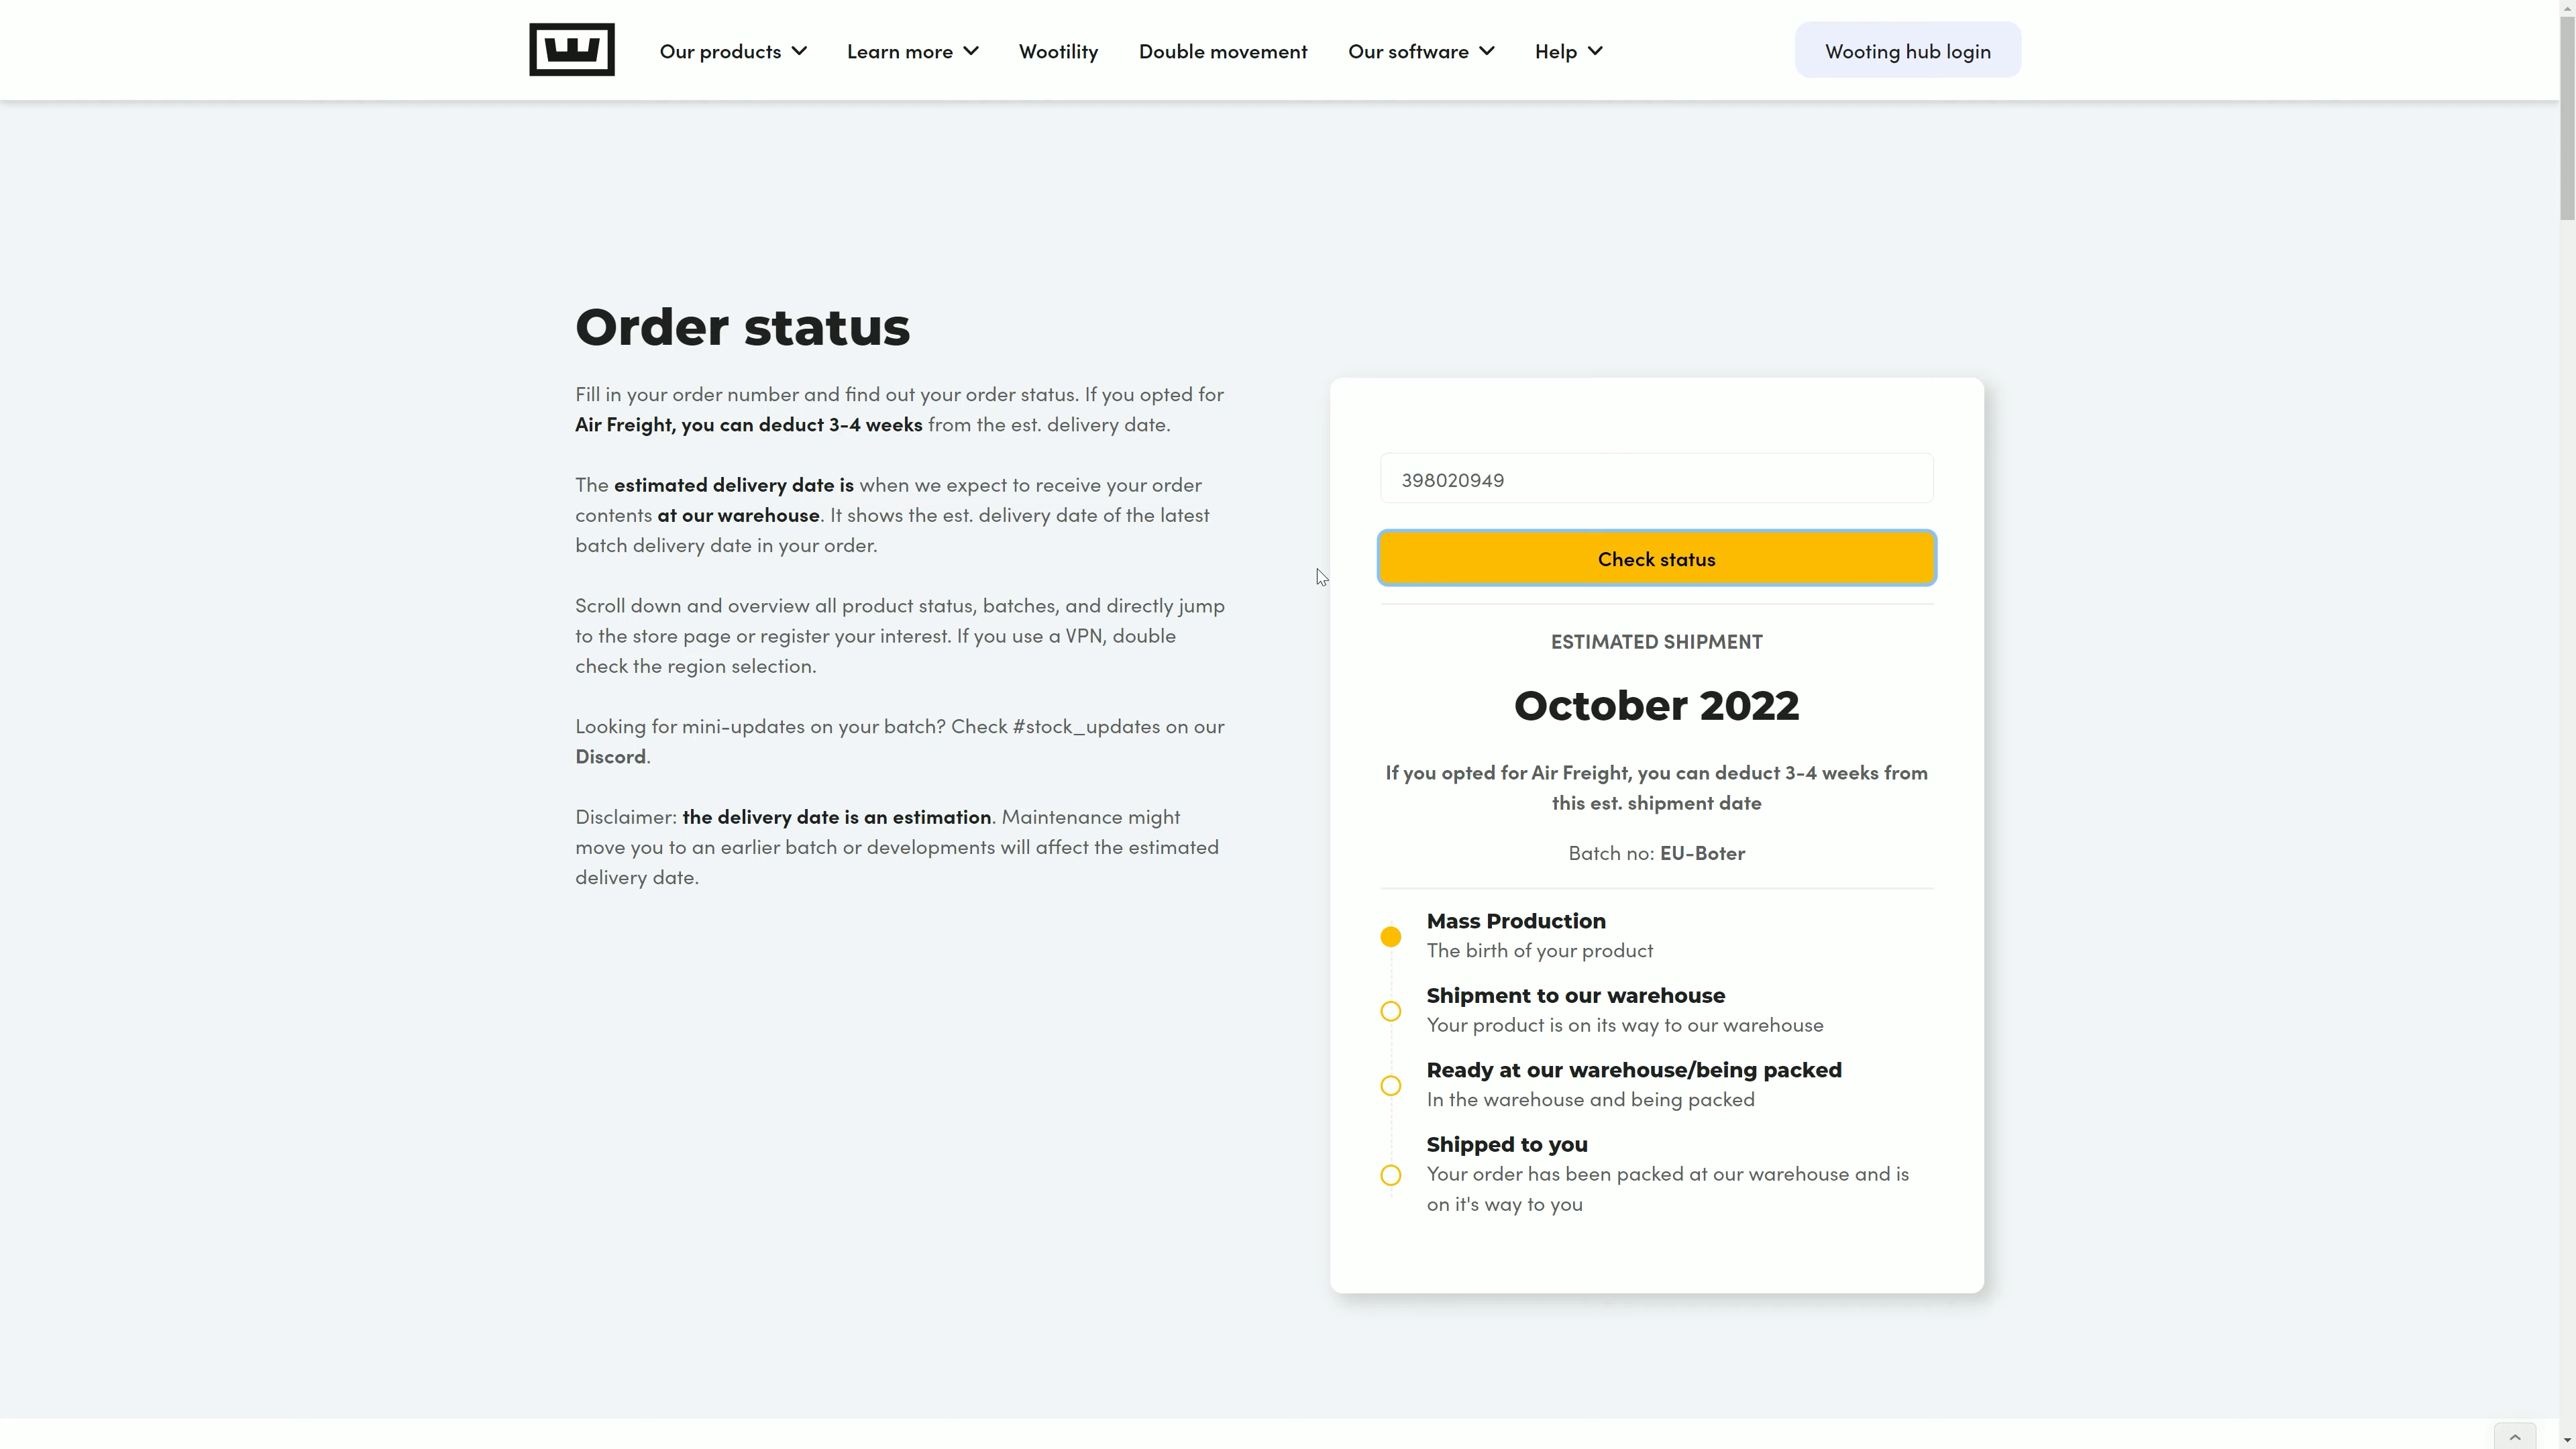 Our products
Learn more
Wootility
Double movement
Our software
Help
Wooting hub login
Order status
Fill in your order number and find out your order status. If you opted for
Air Freight, you can deduct 3-4 weeks from the est. delivery date.
The estimated delivery date is when we expect to receive your order
contents at our warehouse. It shows the est. delivery date of the latest
batch delivery date in your order.
Scroll down and overview all product status, batches, and directly jump
to the store page or register your interest. If you use a VPN, double
check the region selection.
Looking for mini-updates on your batch? Check #stock_updates on our
Discord.
Disclaimer: the delivery date is an estimation. Maintenance might
move you to an earlier batch or developments will affect the estimated
delivery date.
398020949
Check status
ESTIMATED SHIPMENT
October 2022
If you opted for Air Freight, you can deduct 3-4 weeks from
this est. shipment date
Batch no: EU-Boter
Mass Production
The birth of your product
Shipment to our warehouse
Your product is on its way to our warehouse
Ready at our warehouse/being packed
In the warehouse and being packed
Shipped to you
Your order has been packed at our warehouse and is
on it's way to you